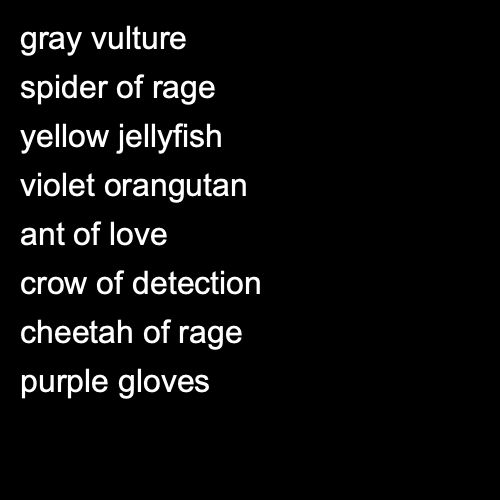 gray vulture
spider of rage
yellow jellyfish
violet orangutan
ant of love
crow of detection
cheetah of rage
purple gloves